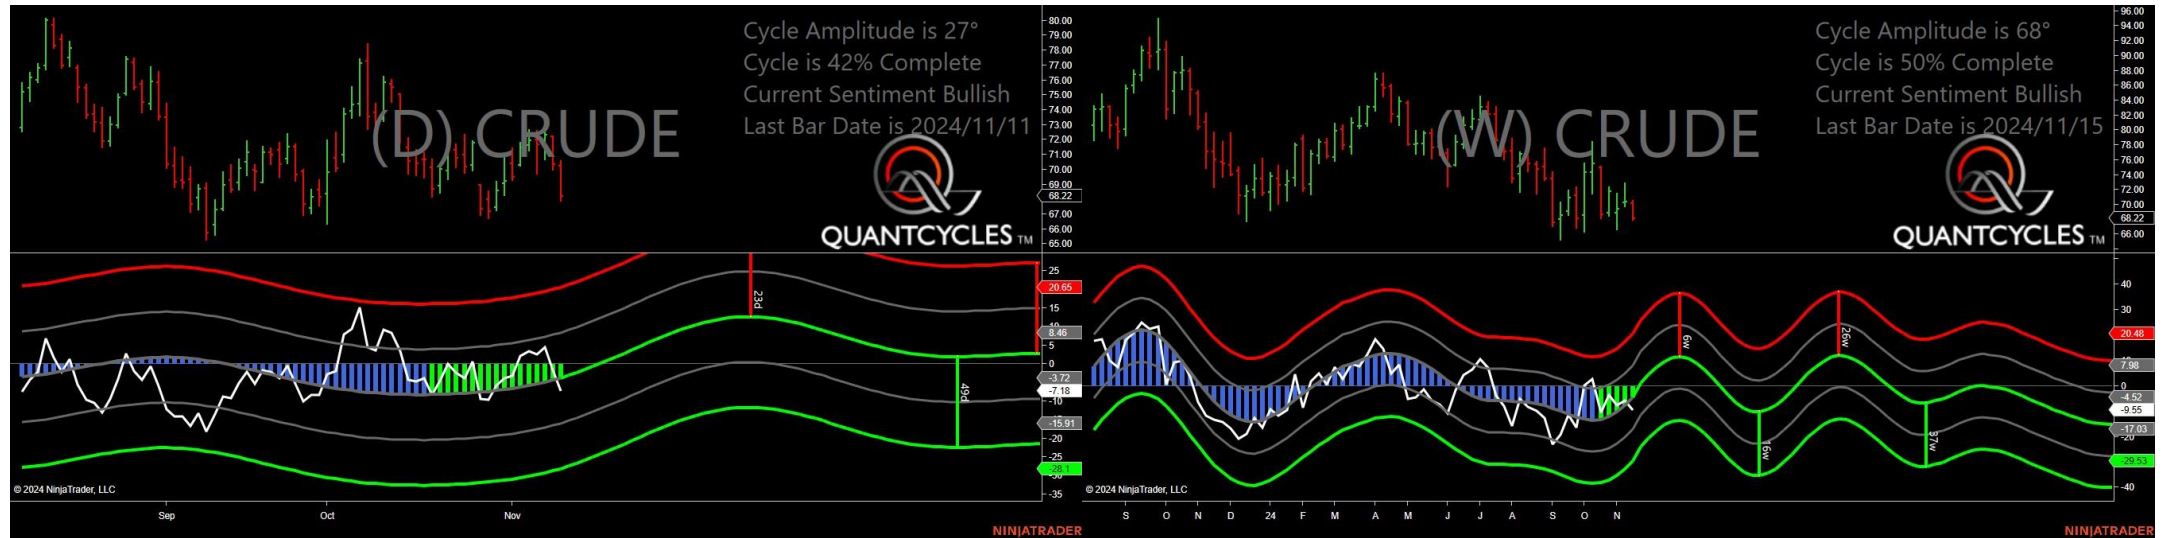 Cycle Amplitude is 27°
Cycle is 42% Complete
Current Sentiment Bullish
Last Bar Date is 2024/11/11
(D) CRUDE
QUANTCYCLES TM
80.00
79.00
77.00
76.00
75.00
74.00
73.00
72.00
71.00
70.00
69.00
68.22
67.00
66.00
65.00
23d
49d
25
20.65
15
8.46
5
0
-3.72
-7.18
-10
-15.91
-20
-25
-28.1
-35
© 2024 NinjaTrader, LLC
Sep Oct Nov
NINJATRADER
Cycle Amplitude is 68°
Cycle is 50% Complete
Current Sentiment Bullish
Last Bar Date is 2024/11/15
(W) CRUDE
QUANTCYCLES TM
96.00
94.00
92.00
90.00
88.00
86.00
84.00
82.00
80.00
78.00
76.00
74.00
72.00
70.00
68.22
66.00
6w
26w
16w
37w
40
30
20.48
7.98
0
-4.52
-9.55
-17.03
-29.53
-40
© 2024 NinjaTrader, LLC
S O N D 24 F M A M J J A S O N
NINJATRADER